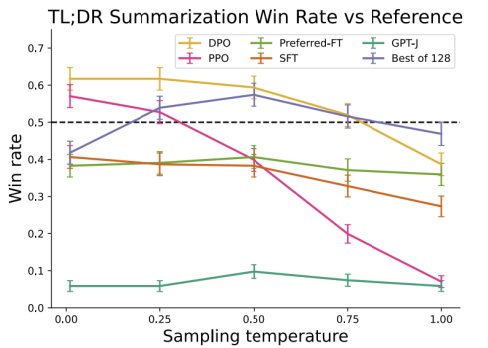 TL;DR Summarization Win Rate vs Reference
DPO
PPO
Preferred-FT
SFT
GPT-J
Best of 128
Win rate
0.7
0.6
0.5
0.4
0.3
0.2
0.1
0.0
0.00
0.25
0.50
0.75
1.00
Sampling temperature